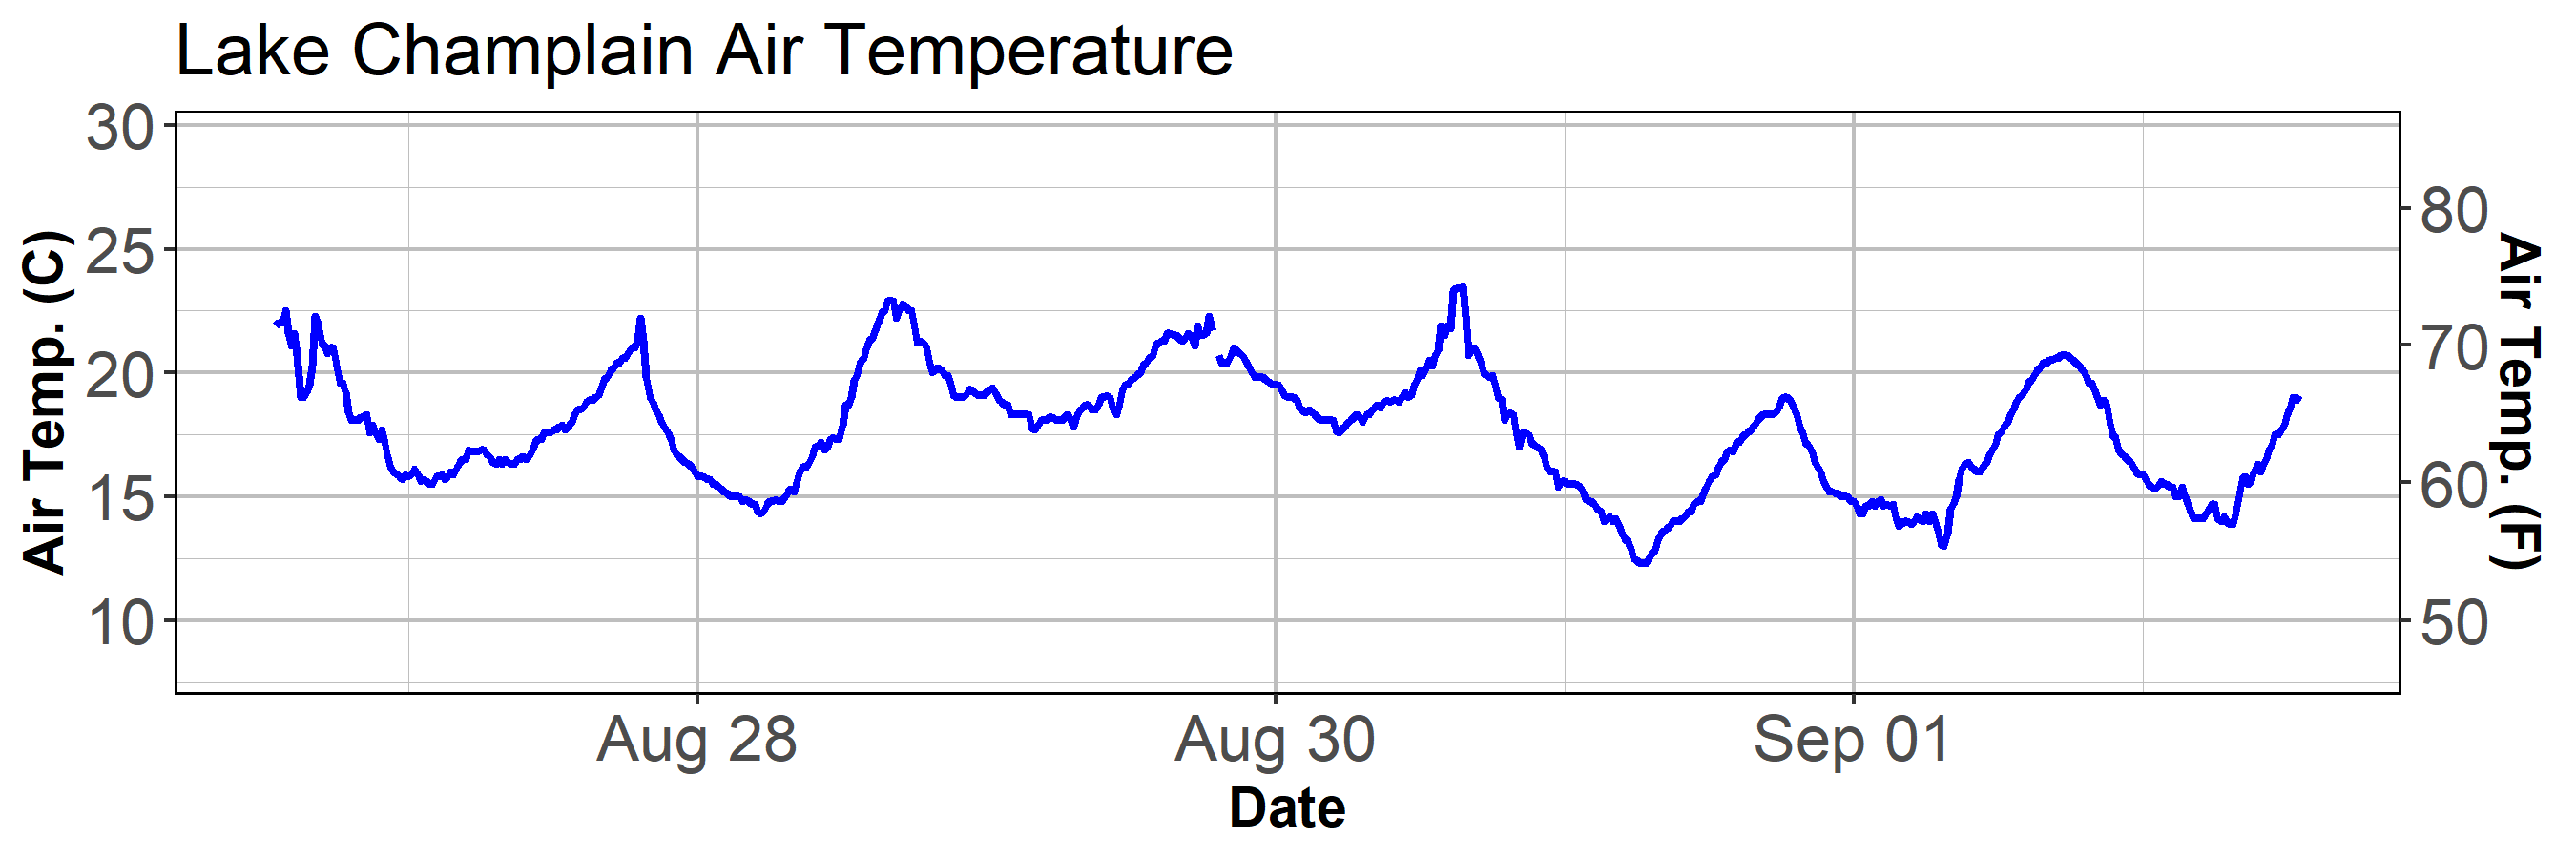 Lake Champlain Air Temperature
Air Temp. (C)
30
25
20
15
10
80
70
60
50
Air Temp. (F)
Aug 28
Aug 30
Sep 01
Date